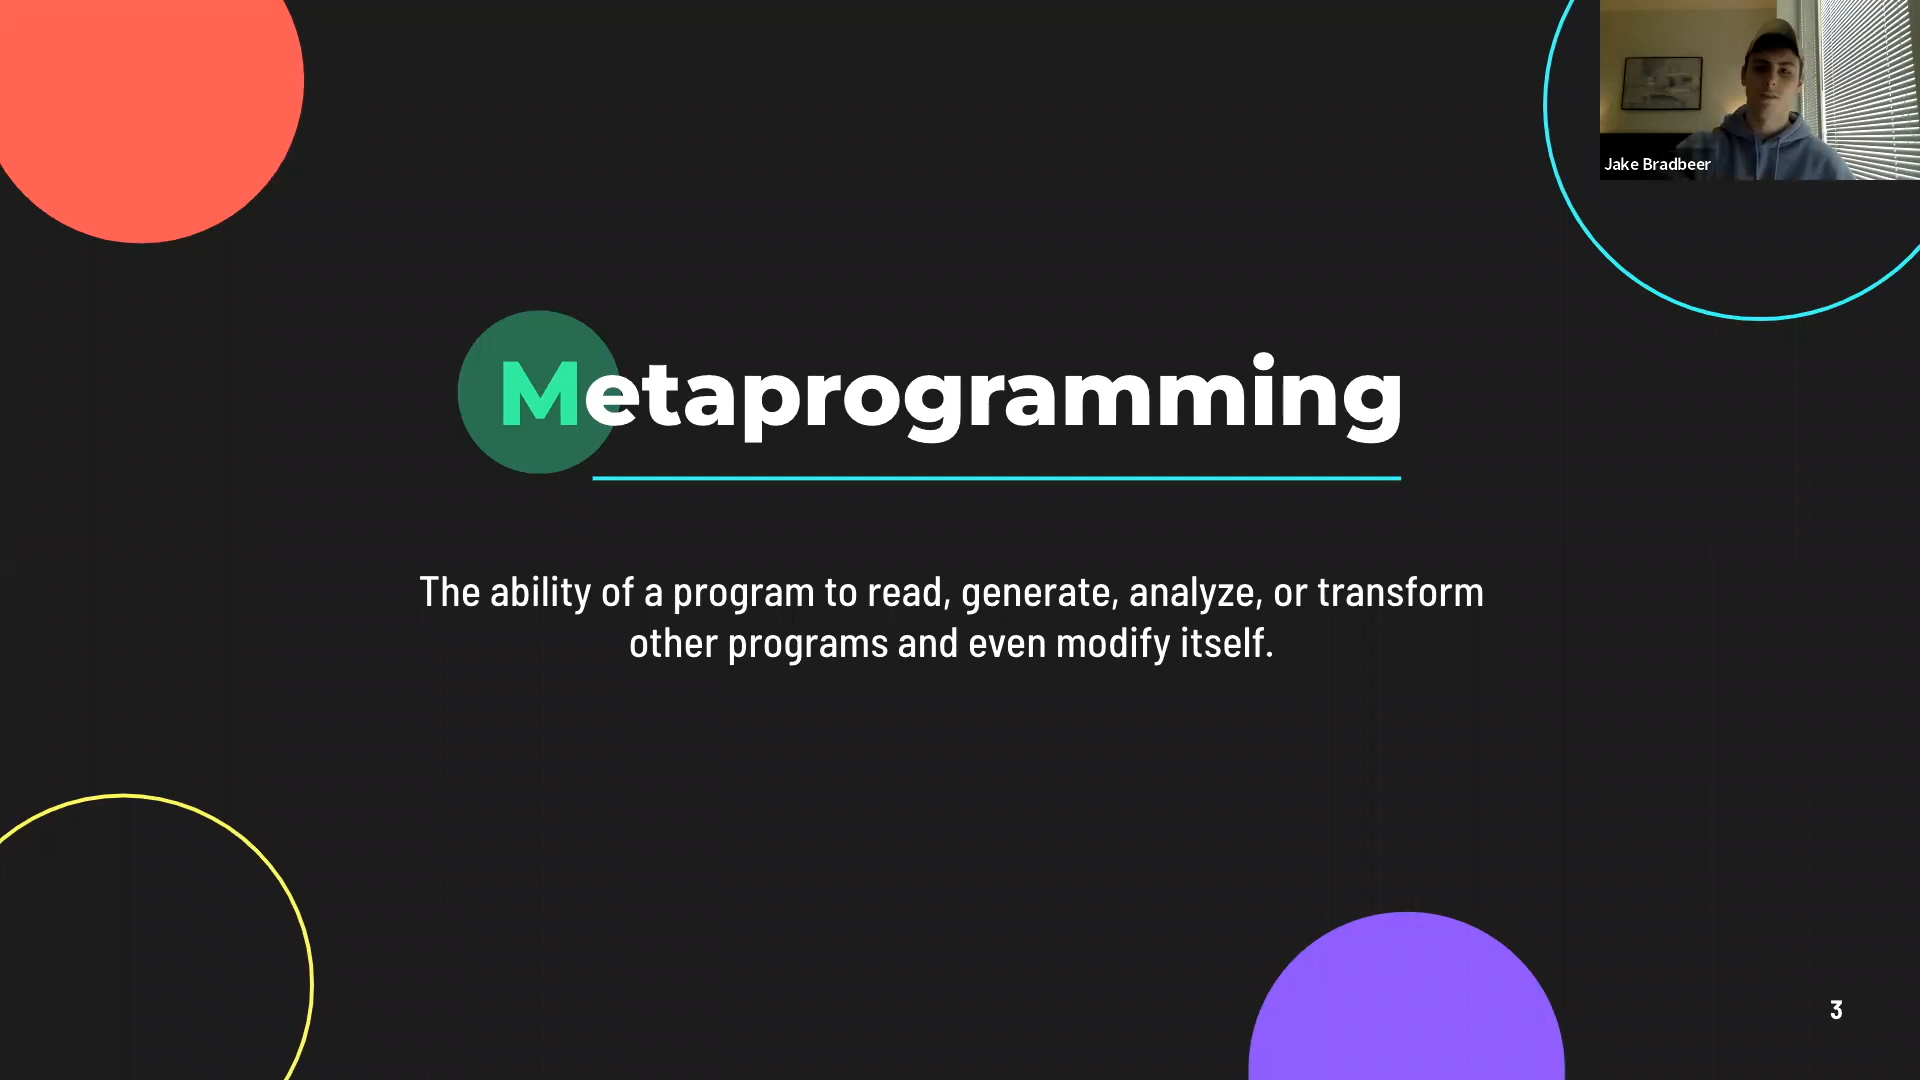 Jake Bradbeer
Metaprogramming
The ability of a program to read, generate, analyze, or transform
other programs and even modify itself.
3